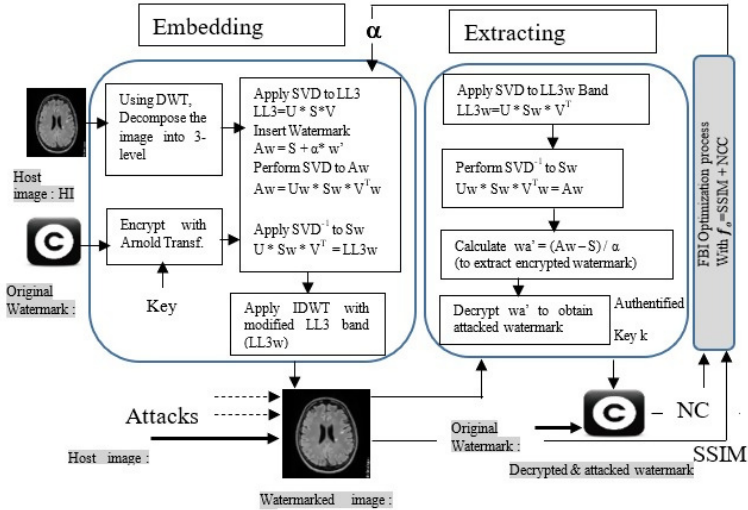 Embedding
α
Extracting
Using DWT,
Decompose the
image into 3-
level
Apply SVD to LL3
LL3=U * S*V
Insert Watermark
Aw = S + α* w’
Perform SVD to Aw
Aw = Uw * Sw * VᵀW
Apply SVD⁻¹ to Sw
U * Sw * Vᵀ = LL3w
Host
image : HI
Encrypt with
Arnold Transf.
Original
Watermark :
Key
Apply IDWT with
modified LL3 band
(LL3w)
Apply SVD to LL3w Band
LL3w=U * Sw * Vᵀ
Perform SVD⁻¹ to Sw
Uw * Sw * Vᵀw = Aw
Calculate wa’ = (Aw – S) / α
(to extract encrypted watermark)
Decrypt wa’ to obtain
attacked watermark
Authentified
Key k
FBI Optimization process
With fₒ=SSIM + NCC
Attacks
Host image :
Watermarked image :
Original
Watermark :
C
C
NC
SSIM
Decrypted & attacked watermark